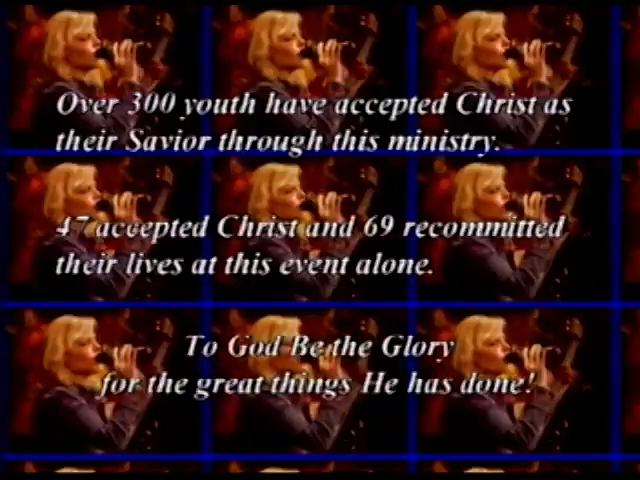 Over 300 youth have accepted Christ as
their Savior through this ministry.
47 accepted Christ and 69 recommitted
their lives at this event alone.
To God Be the Glory
for the great things He has done!